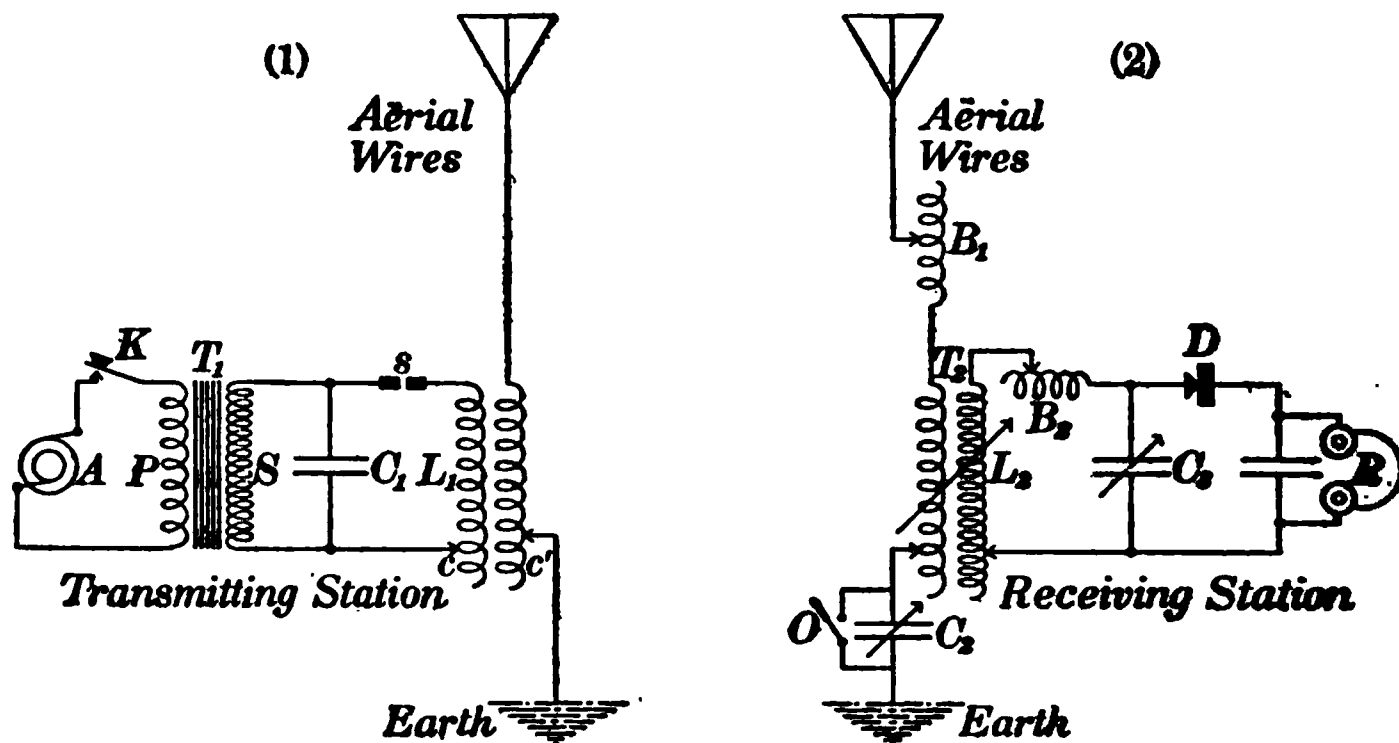 (1)
Aërial
Wires
K
T₁
s
A
P
S
C₁
L₁
c
c'
Transmitting Station
Earth
(2)
Aërial
Wires
B₁
T₂
D
B₂
L₂
C₃
R
Receiving Station
O
C₂
Earth